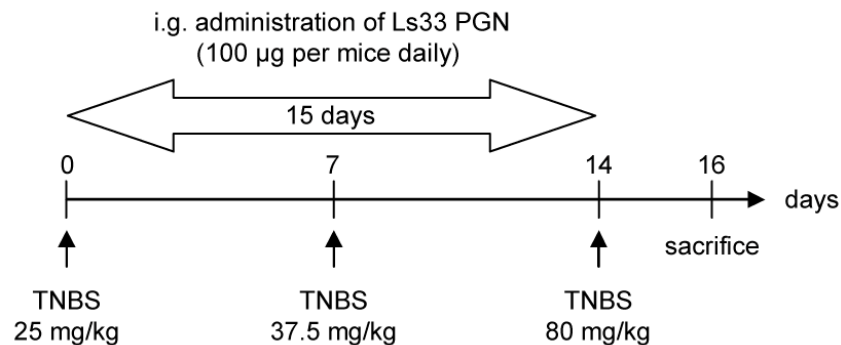 i.g. administration of Ls33 PGN
(100 µg per mice daily)
15 days
0 7 14 16
days
sacrifice
TNBS TNBS TNBS
25 mg/kg 37.5 mg/kg 80 mg/kg